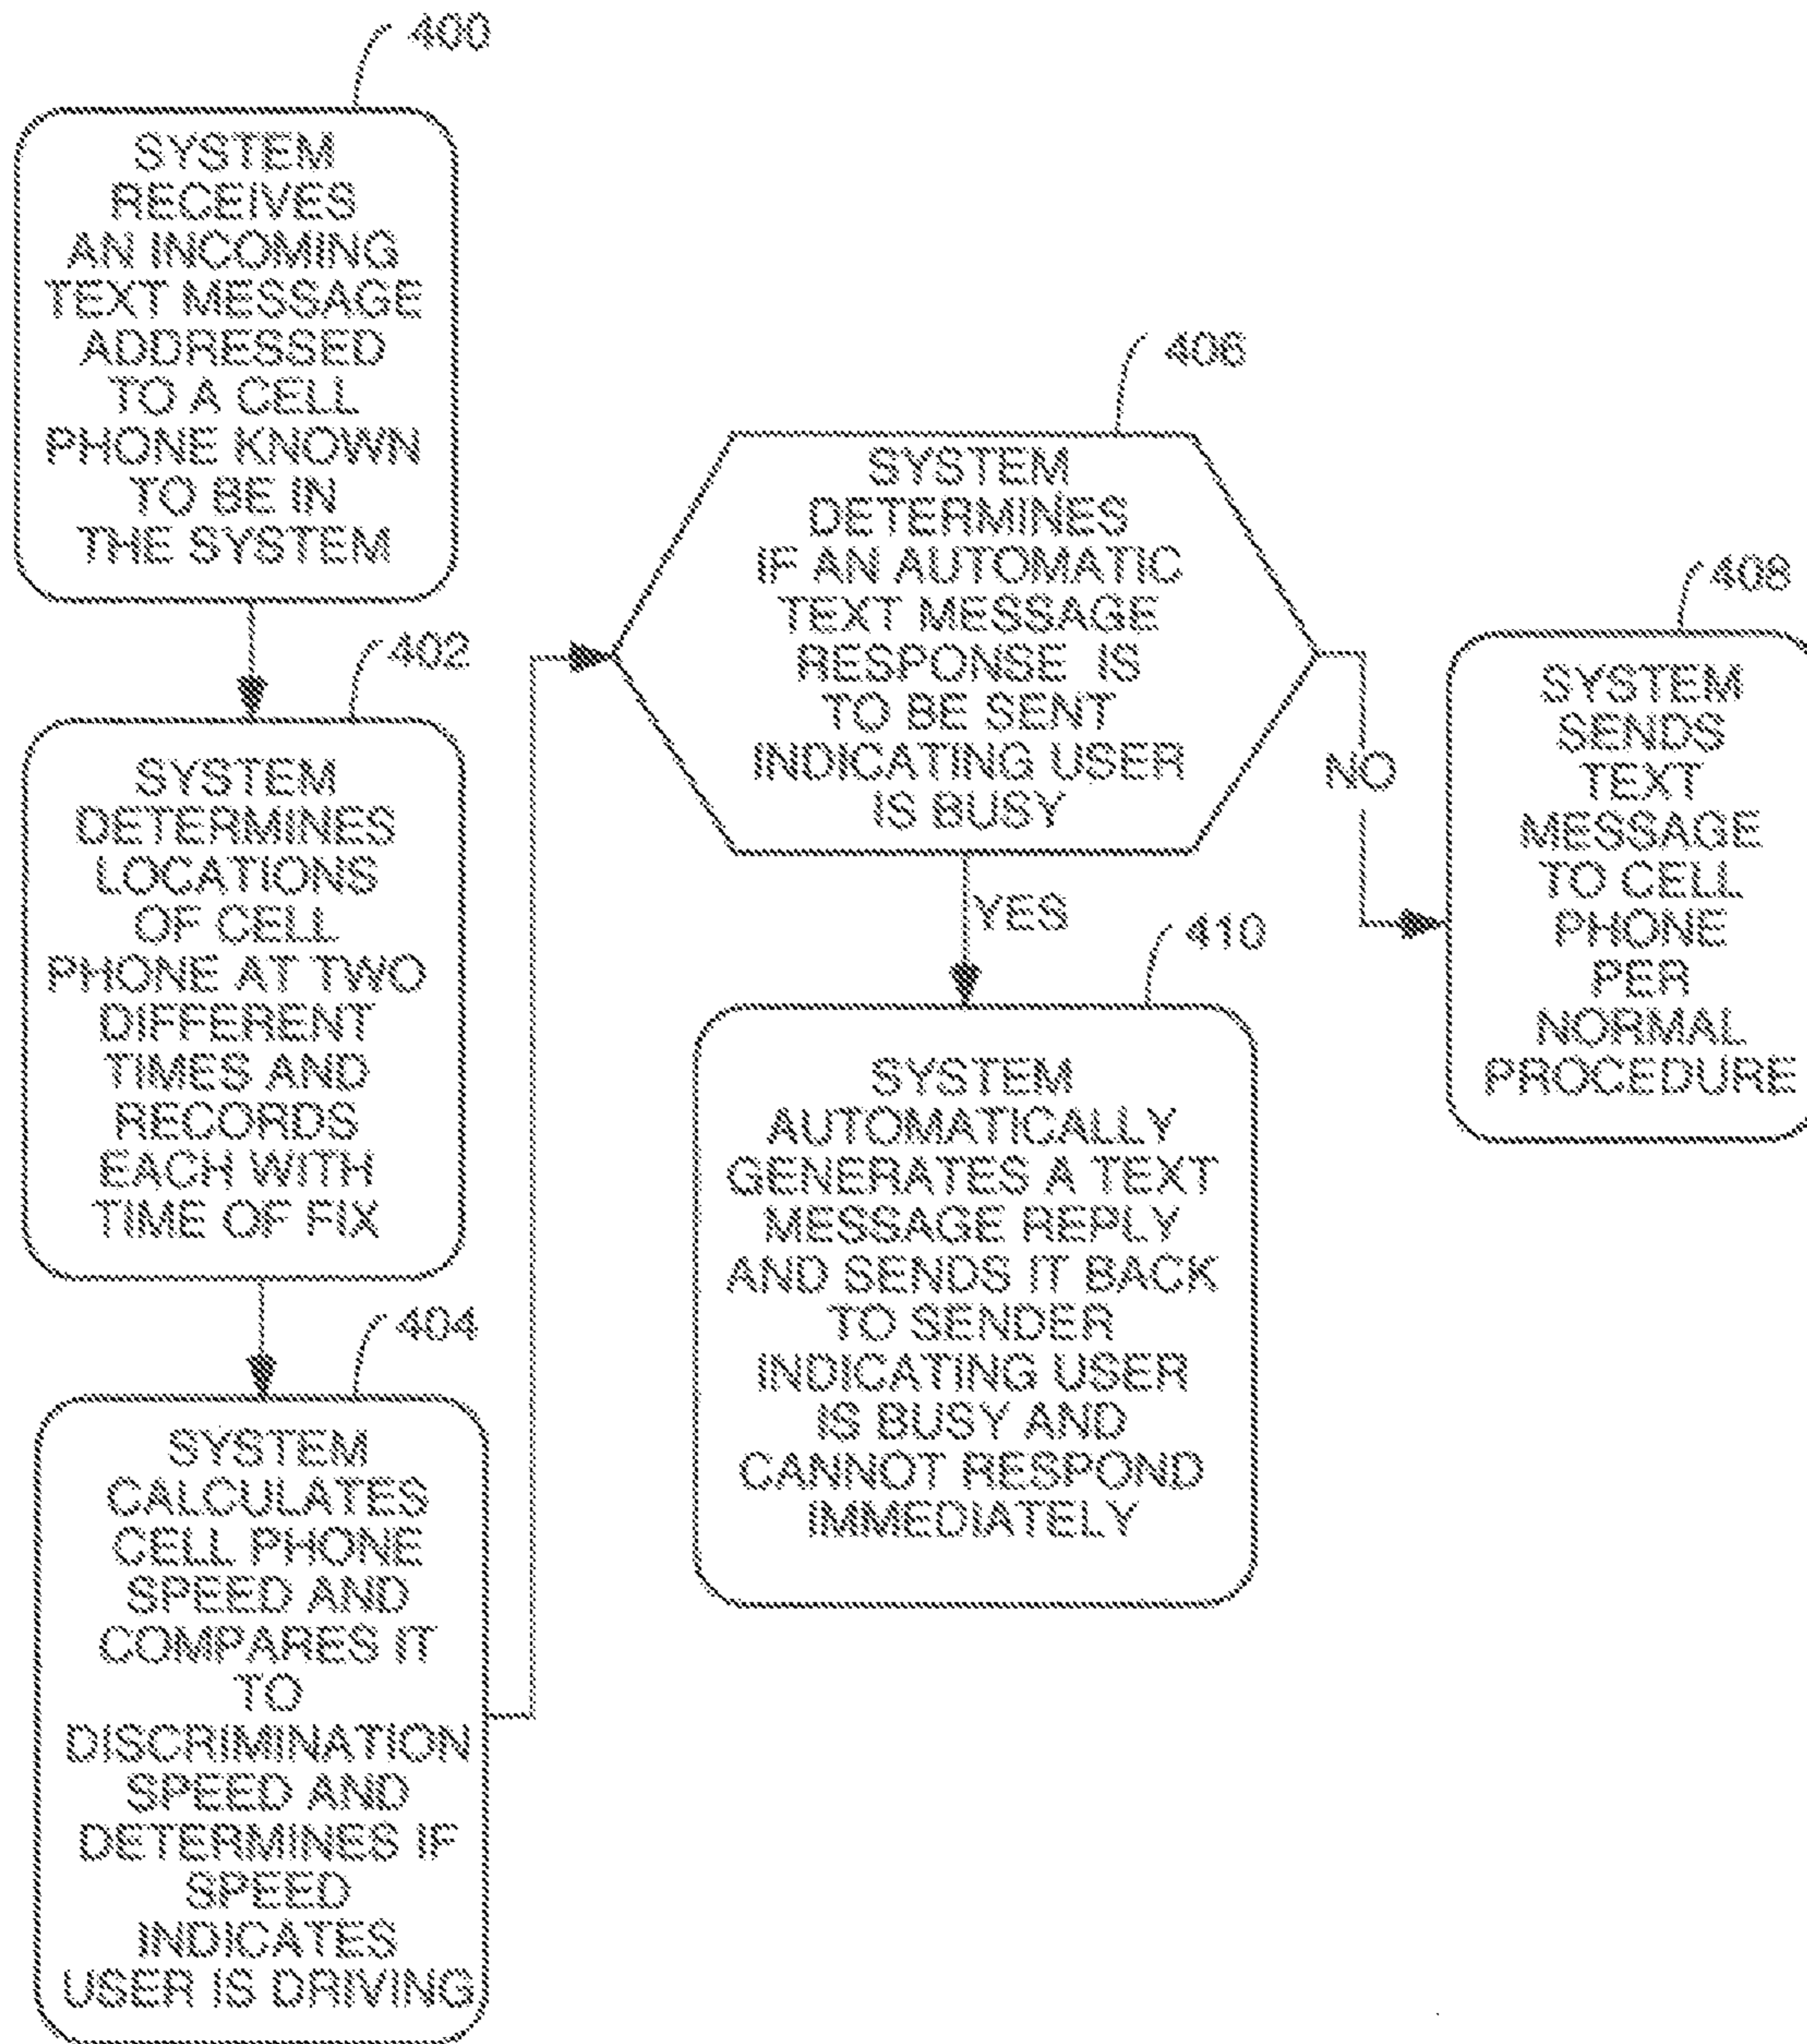 400
SYSTEM
RECEIVES
AN INCOMING
TEXT MESSAGE
ADDRESSED
TO A CELL
PHONE KNOWN
TO BE IN
THE SYSTEM
402
SYSTEM
DETERMINES
LOCATIONS
OF CELL
PHONE AT TWO
DIFFERENT
TIMES AND
RECORDS
EACH WITH
TIME OF FIX
404
SYSTEM
CALCULATES
CELL PHONE
SPEED AND
COMPARES IT
TO
DISCRIMINATION
SPEED AND
DETERMINES IF
SPEED
INDICATES
USER IS DRIVING
406
SYSTEM
DETERMINES
IF AN AUTOMATIC
TEXT MESSAGE
RESPONSE IS
TO BE SENT
INDICATING USER
IS BUSY
NO
YES
408
SYSTEM
SENDS
TEXT
MESSAGE
TO CELL
PHONE
PER
NORMAL
PROCEDURE
410
SYSTEM
AUTOMATICALLY
GENERATES A TEXT
MESSAGE REPLY
AND SENDS IT BACK
TO SENDER
INDICATING USER
IS BUSY AND
CANNOT RESPOND
IMMEDIATELY